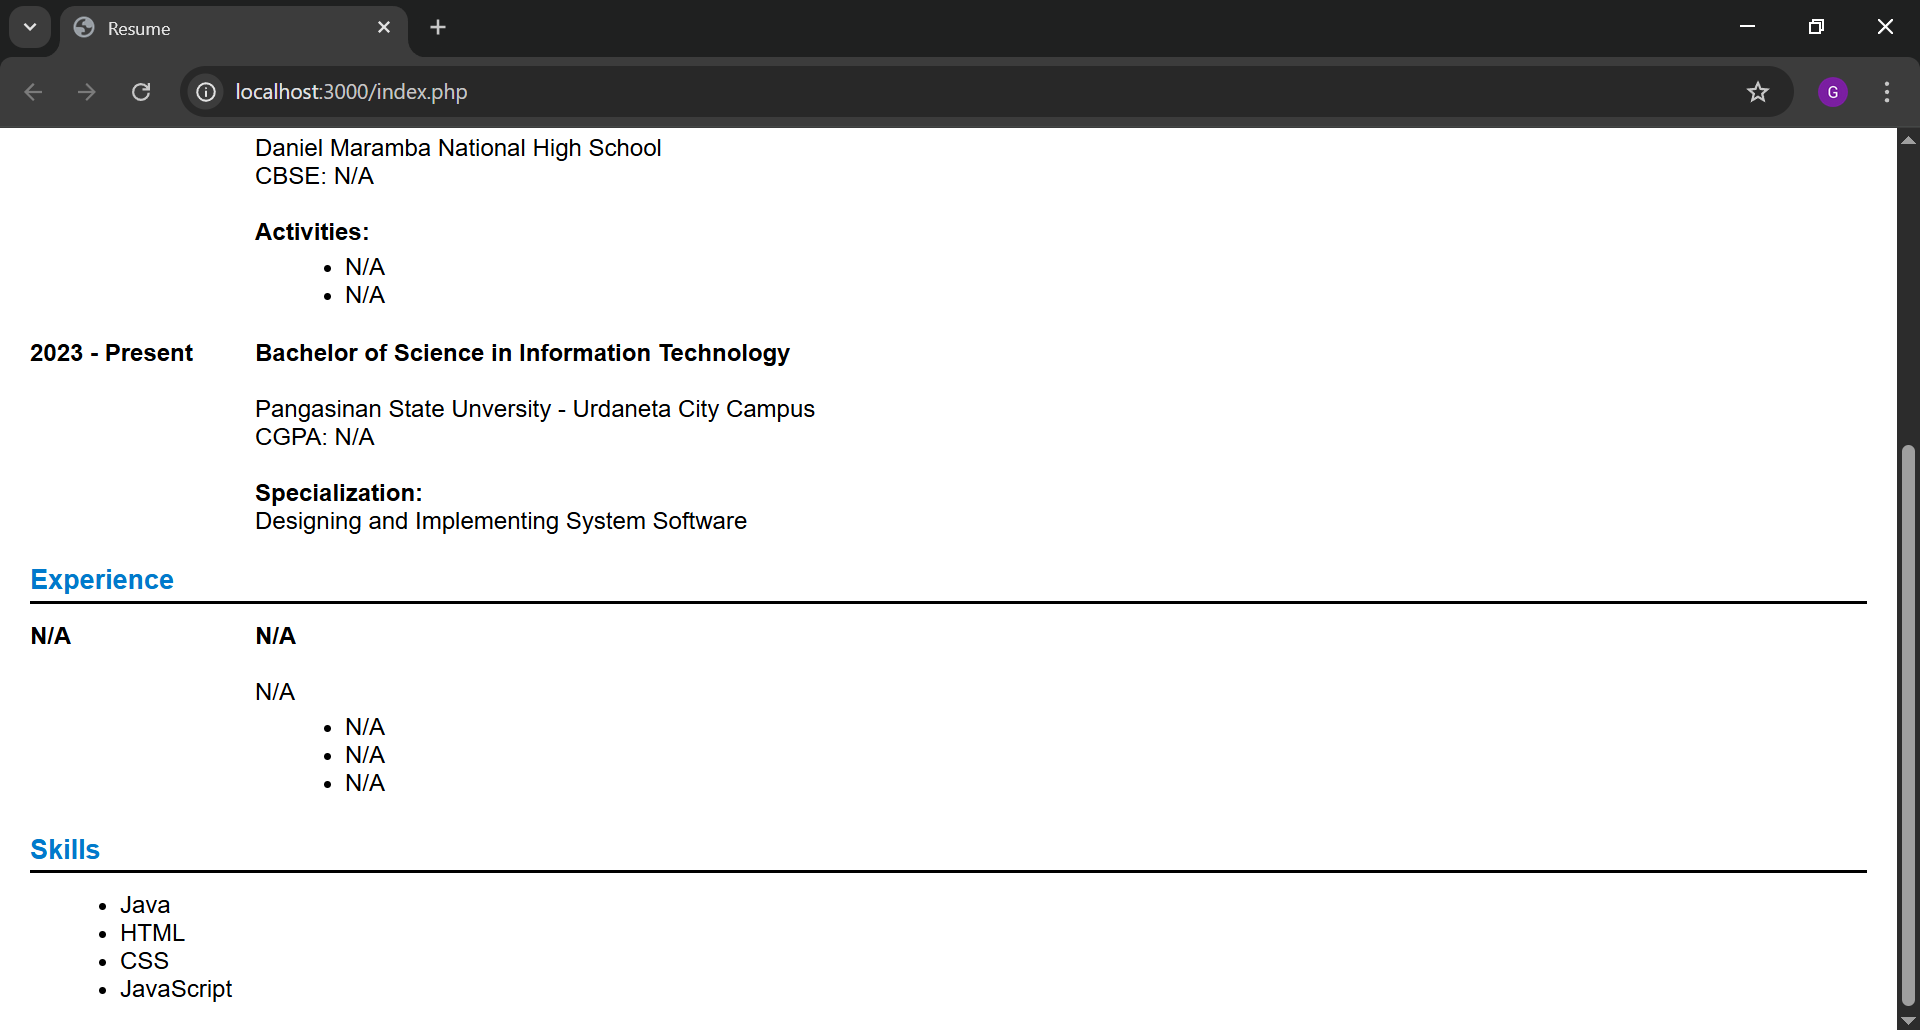 Resume
localhost:3000/index.php
G
Daniel Maramba National High School
CBSE: N/A
Activities:
• N/A
• N/A
2023 - Present Bachelor of Science in Information Technology
Pangasinan State Unversity - Urdaneta City Campus
CGPA: N/A
Specialization:
Designing and Implementing System Software
Experience
N/A N/A
N/A
• N/A
• N/A
• N/A
Skills
• Java
• HTML
• CSS
• JavaScript